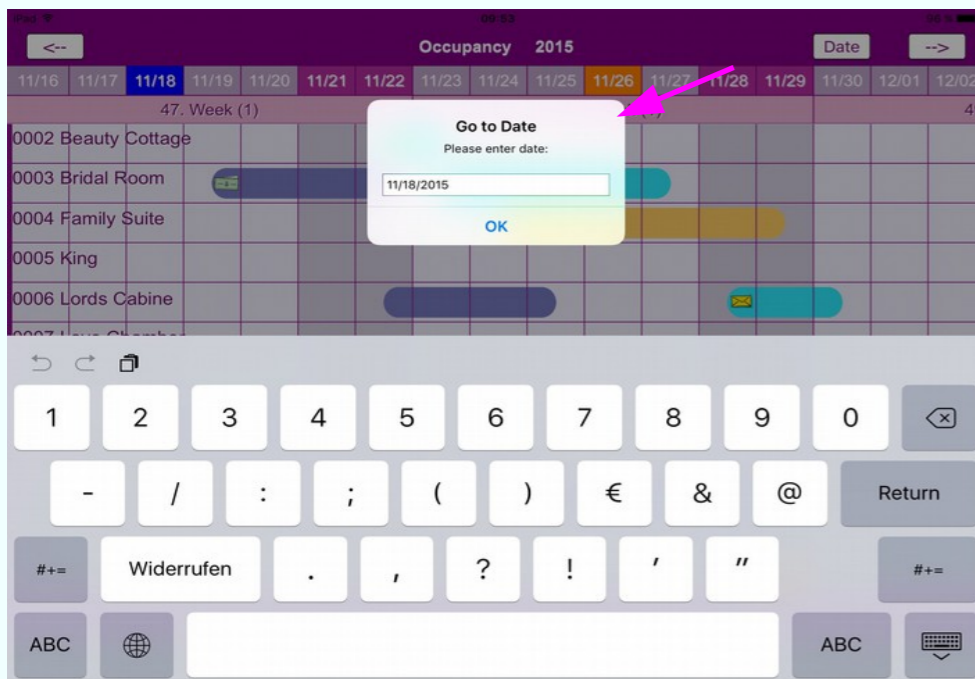 iPad 09:53 96 %
<-- Occupancy 2015 Date -->
11/16 11/17 11/18 11/19 11/20 11/21 11/22 11/23 11/24 11/25 11/26 11/27 11/28 11/29 11/30 12/01 12/02
47. Week (1)
0002 Beauty Cottage
0003 Bridal Room
0004 Family Suite
0005 King
0006 Lords Cabine
0007 Love Chamber
Go to Date
Please enter date:
11/18/2015
OK
1 2 3 4 5 6 7 8 9 0
- / : ; ( ) € & @ Return
#+= Widerrufen . , ? ! ' " #+=
ABC ABC